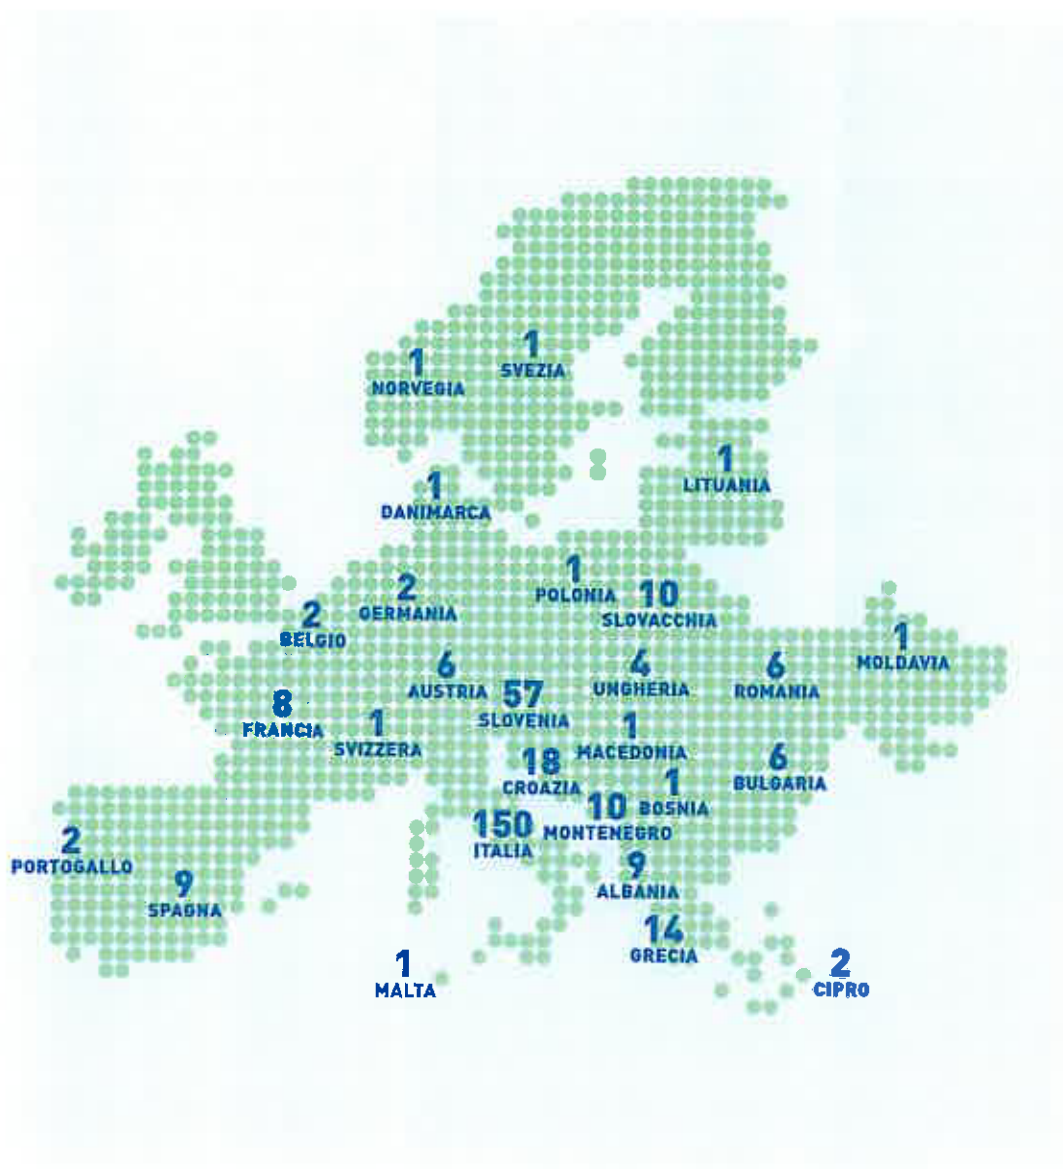 1
SVEZIA
1
NORVEGIA
1
LITUANIA
1
DANIMARCA
1
POLONIA
10
SLOVACCHIA
2
GERMANIA
2
BELGIO
1
MOLDAVIA
6
AUSTRIA
4
UNGHERIA
6
ROMANIA
57
SLOVENIA
8
FRANCIA
1
SVIZZERA
1
MACEDONIA
18
CROAZIA
6
BULGARIA
1
BOSNIA
10
MONTENEGRO
150
ITALIA
2
PORTOGALLO
9
SPAGNA
9
ALBANIA
14
GRECIA
1
MALTA
2
CIPRO